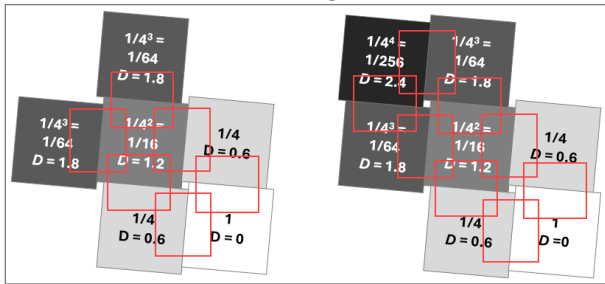 1/4³ =
1/64
D = 1.8
1/4³ =
1/64
D = 1.8
1/4² =
1/16
D = 1.2
1/4
D = 0.6
1/4
D = 0.6
1
D = 0
1/4⁴ =
1/256
D = 2.4
1/4³ =
1/64
D = 1.8
1/4³ =
1/64
D = 1.8
1/4² =
1/16
D = 1.2
1/4
D = 0.6
1/4
D = 0.6
1
D =0